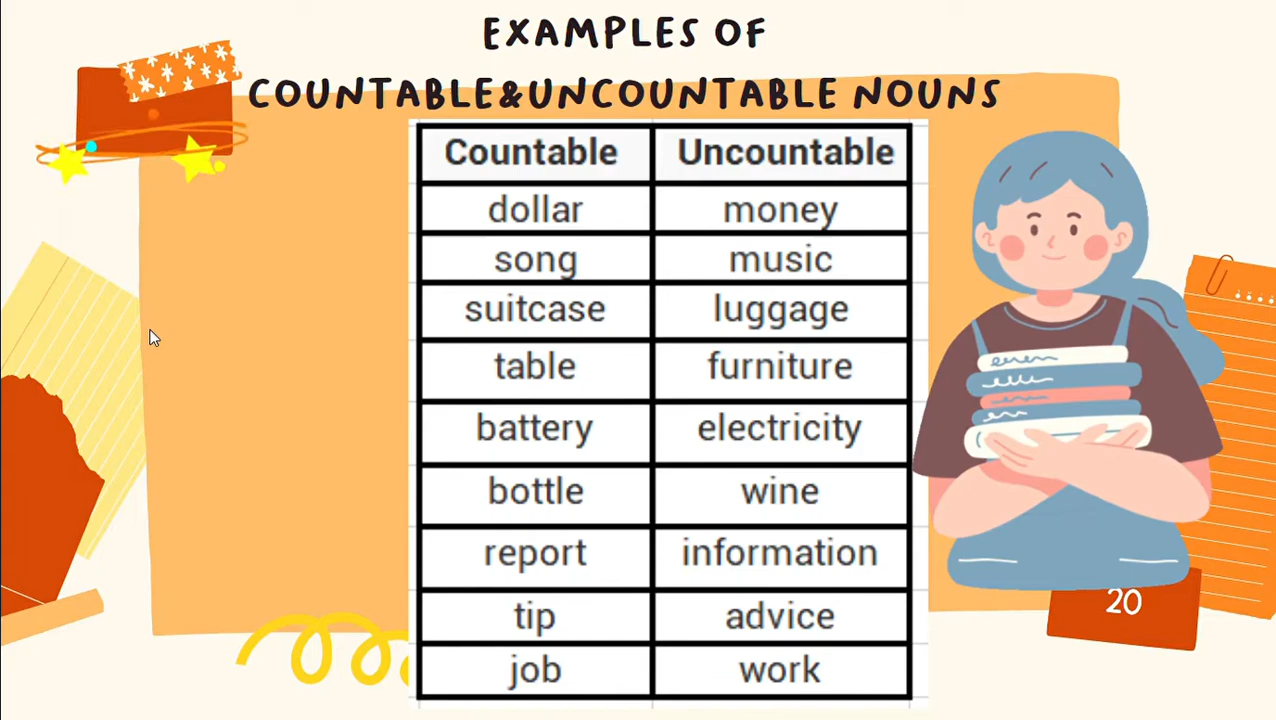 EXAMPLES OF
COUNTABLE&UNCOUNTABLE NOUNS
Countable Uncountable
dollar money
song music
suitcase luggage
table furniture
battery electricity
bottle wine
report information
tip advice
job work
20